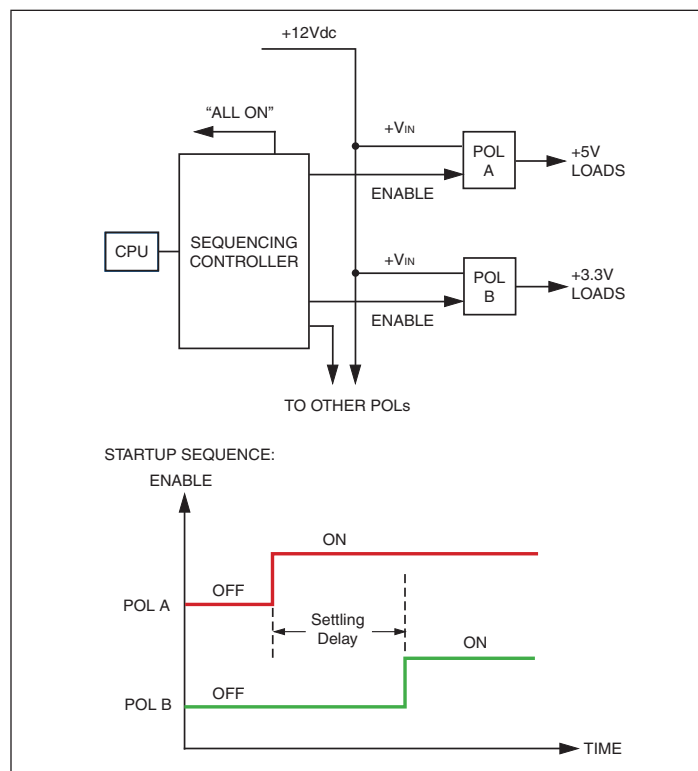 +12Vdc
“ALL ON”
+VIN
POL
A
+5V
LOADS
ENABLE
CPU
SEQUENCING
CONTROLLER
+VIN
POL
B
+3.3V
LOADS
ENABLE
TO OTHER POLs
STARTUP SEQUENCE:
ENABLE
ON
OFF
POL A
Settling
Delay
ON
OFF
POL B
TIME